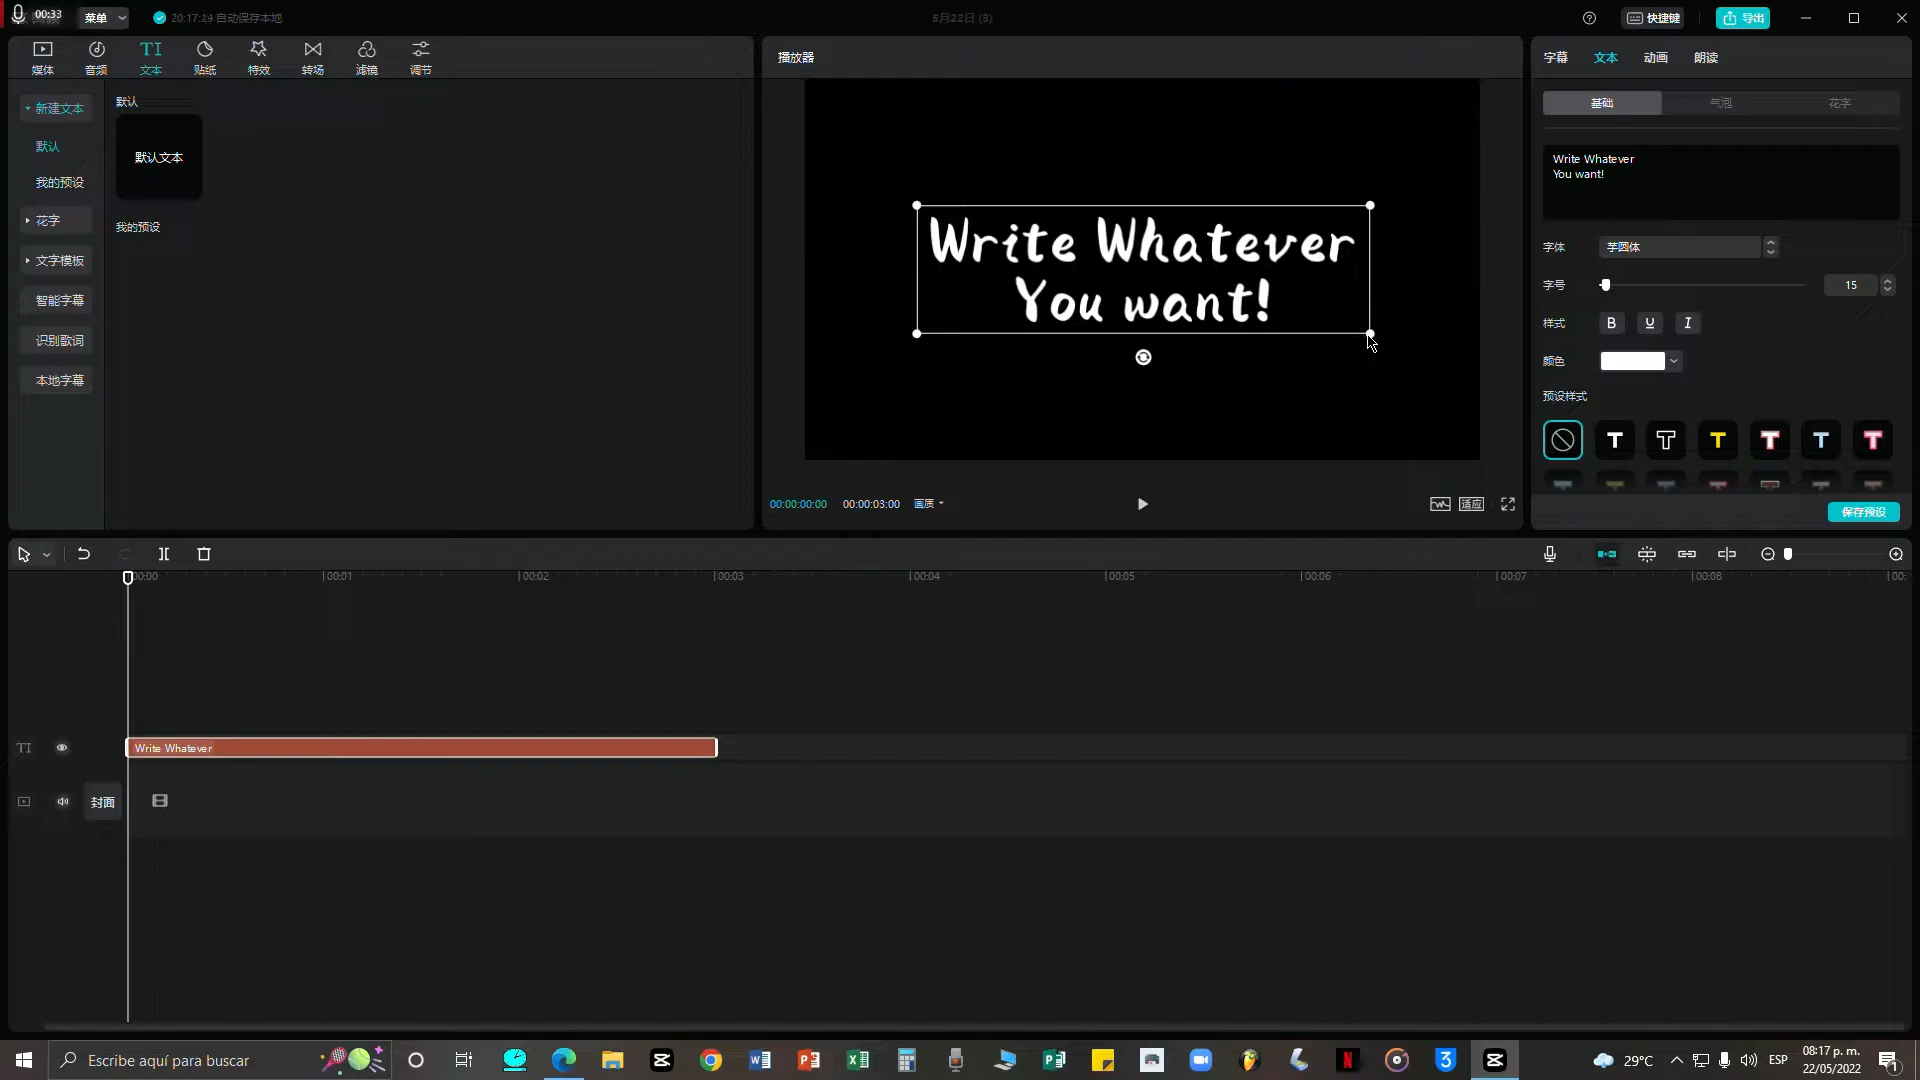 00:33
菜单
20:17:14 自动保存本地
5月22日 (3)
快捷键
导出
媒体
音频
TI
文本
贴纸
特效
转场
滤镜
调节
新建文本
默认
我的预设
花字
文字模板
智能字幕
识别歌词
本地字幕
默认
默认文本
我的预设
播放器
Write Whatever
You want!
00:00:00:00
00:00:03:00
画质
适应
字幕
文本
动画
朗读
基础
气泡
花字
Write Whatever
You want!
字体
芋圆体
字号
15
样式
B U I
颜色
预设样式
T T T T T T
保存预设
00:00
00:01
00:02
00:03
00:04
00:05
00:06
00:07
00:08
00:
TI
Write Whatever
封面
Escribe aquí para buscar
29°C
ESP
08:17 p. m.
22/05/2022
1